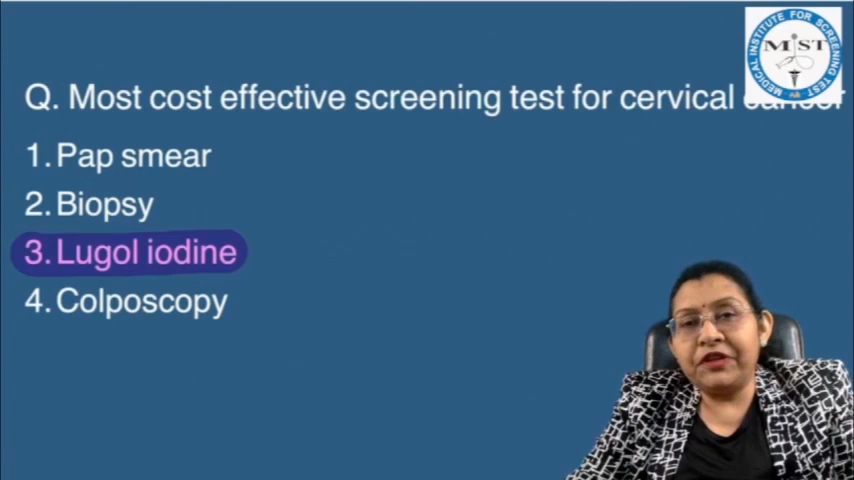 MEDICAL INSTITUTE FOR SCREENING TEST
MIST
Q. Most cost effective screening test for cervical cancer
1. Pap smear
2. Biopsy
3. Lugol iodine
4. Colposcopy